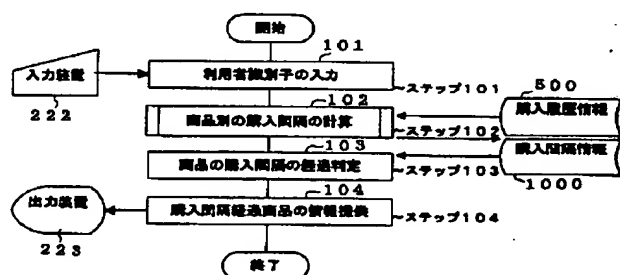 開始
101
入力装置
利用者識別子の入力
ステップ101
222
102
500
商品別の購入間隔の計算
購入履歴情報
ステップ102
103
購入間隔情報
商品の購入間隔の経過判定
ステップ103
1000
104
出力装置
購入間隔経過商品の情報提供
ステップ104
223
終了